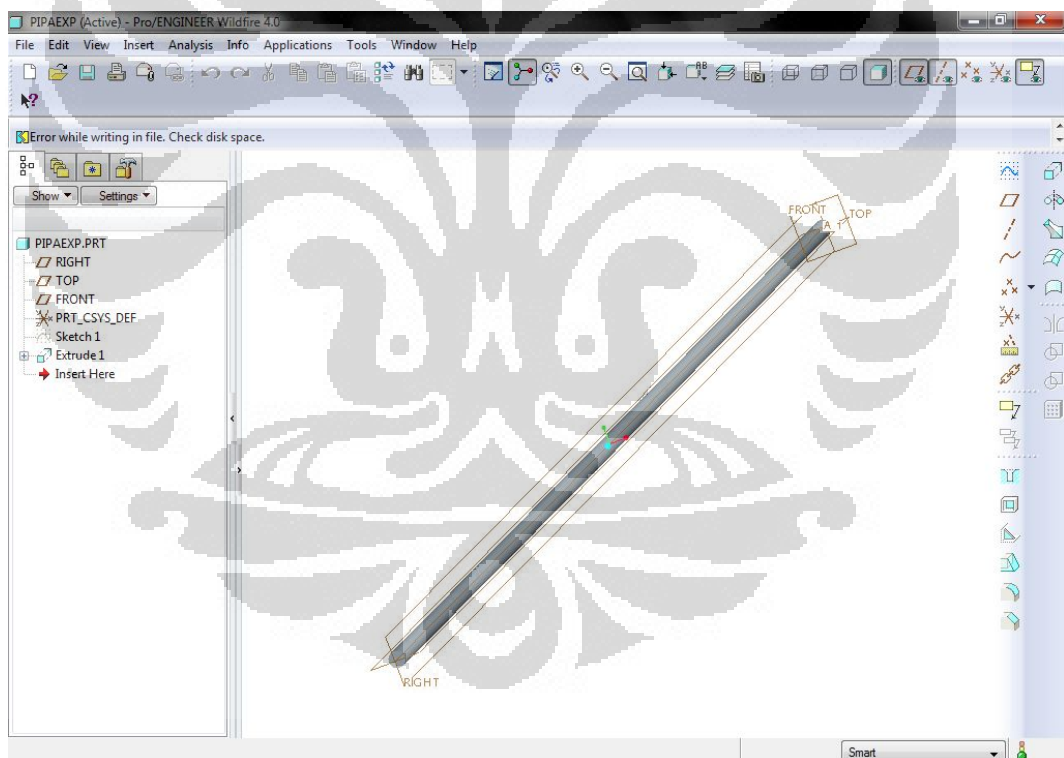 PIPAEXP (Active) - Pro/ENGINEER Wildfire 4.0
File Edit View Insert Analysis Info Applications Tools Window Help
Error while writing in file. Check disk space.
Show Settings
PIPAEXP.PRT
RIGHT
TOP
FRONT
PRT_CSYS_DEF
Sketch 1
Extrude 1
Insert Here
FRONT
TOP
A_1
RIGHT
Smart